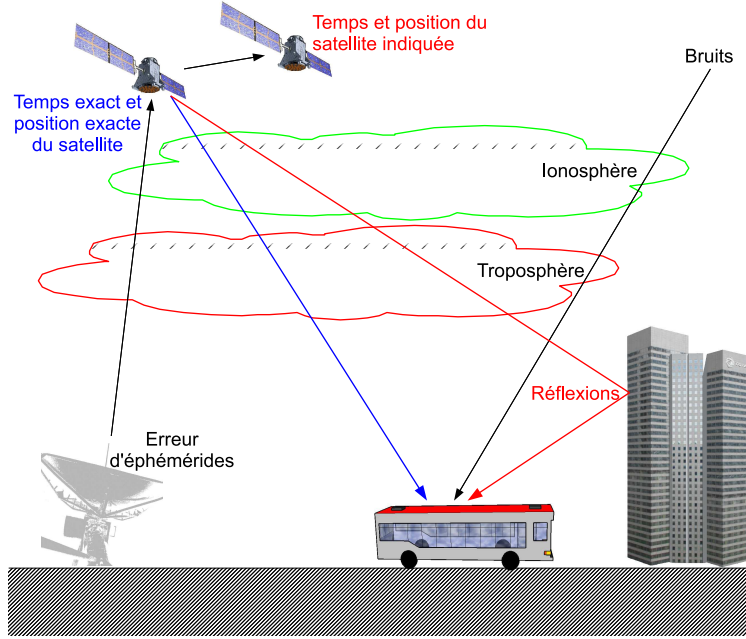 Temps et position du
satellite indiquée
Bruits
Temps exact et
position exacte
du satellite
Ionosphère
Troposphère
Réflexions
Erreur
d'éphémérides